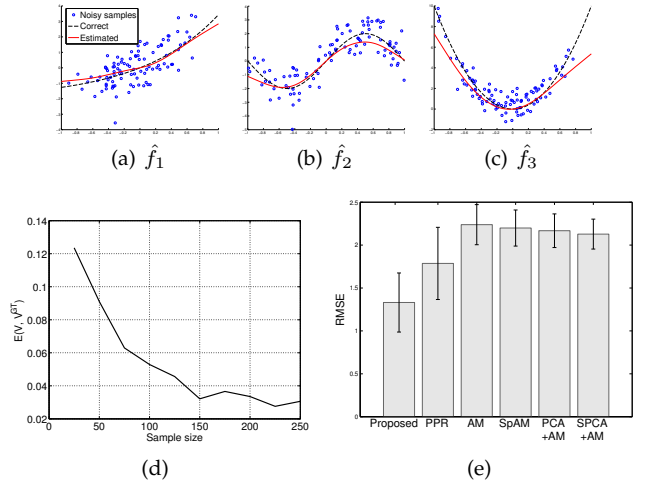 Noisy samples
Correct
Estimated
(a) f̂₁
(b) f̂₂
(c) f̂₃
0.14
0.12
0.1
0.08
0.06
0.04
0.02
E(V, V^GT)
0 50 100 150 200 250
Sample size
(d)
2.5
2
1.5
1
0.5
0
RMSE
Proposed PPR AM SpAM PCA +AM SPCA +AM
(e)